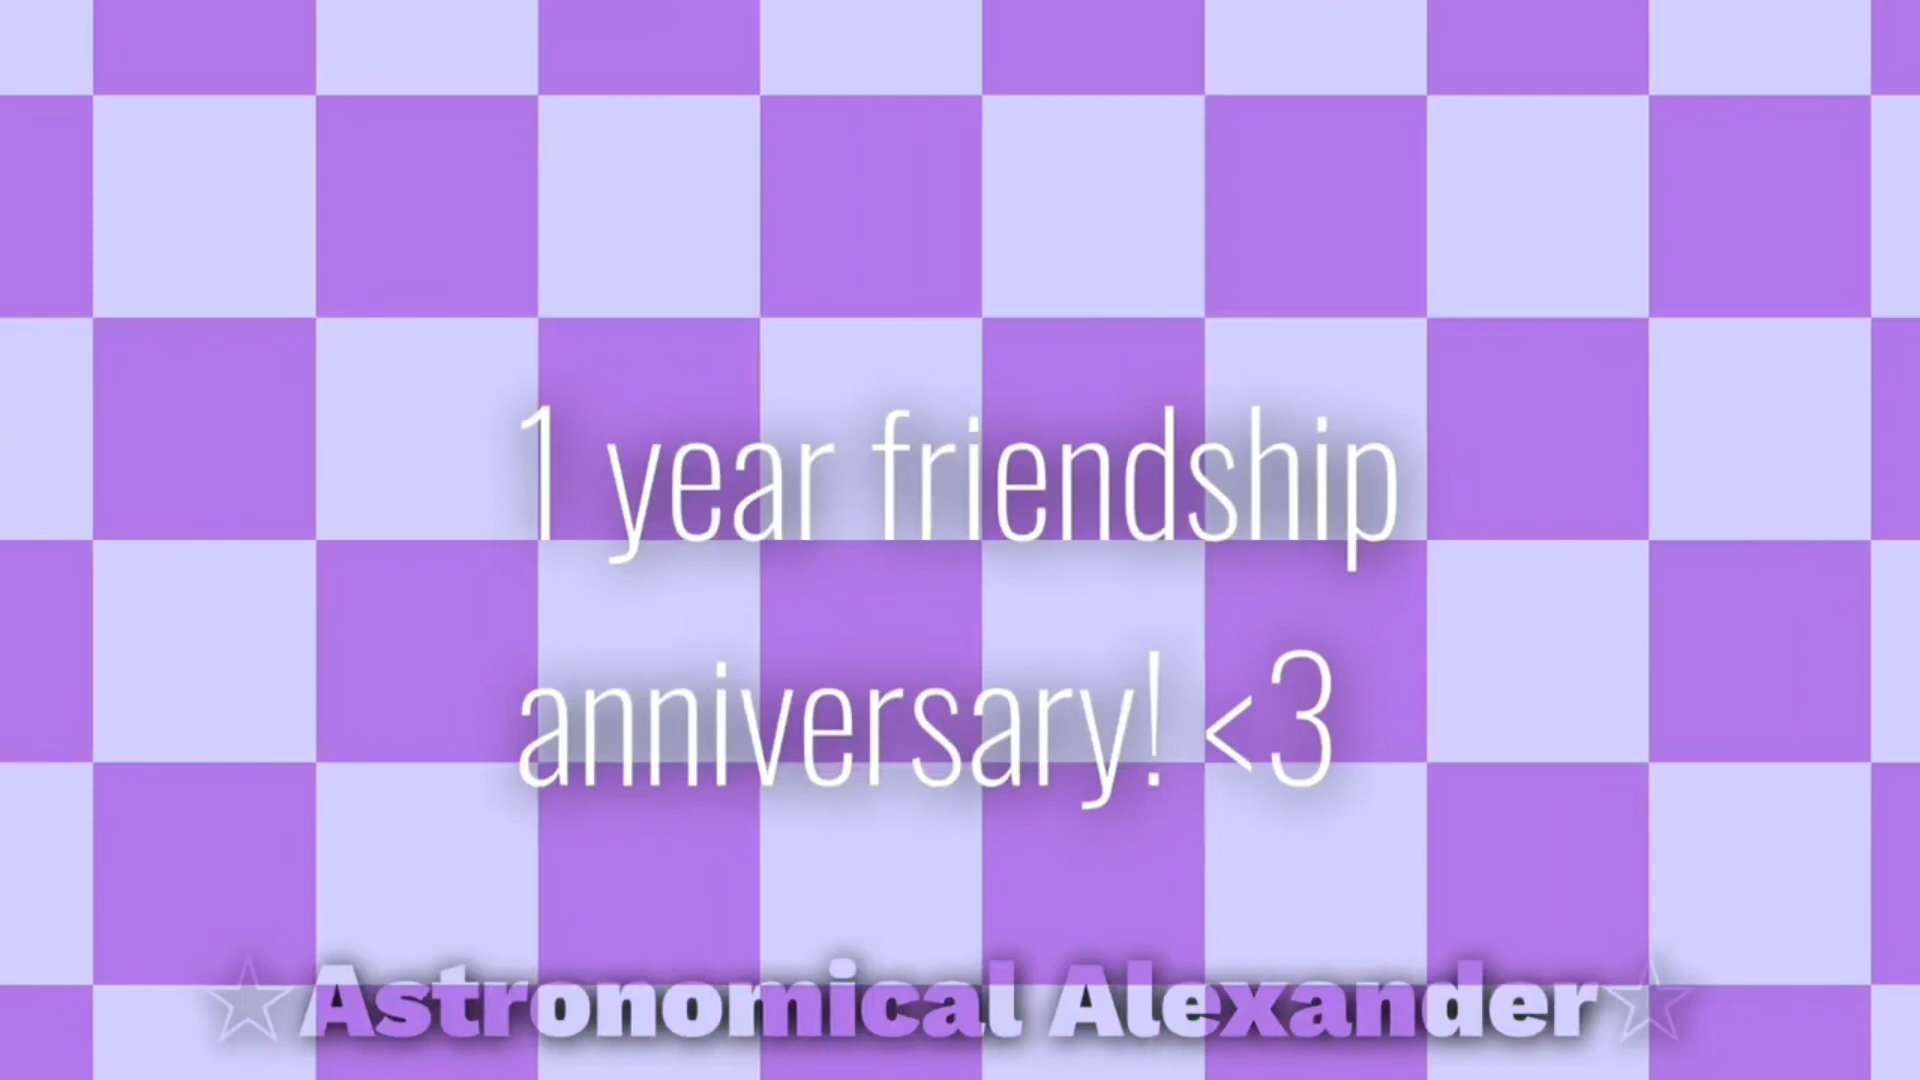 1 year friendship
anniversary! <3
☆Astronomical Alexander☆